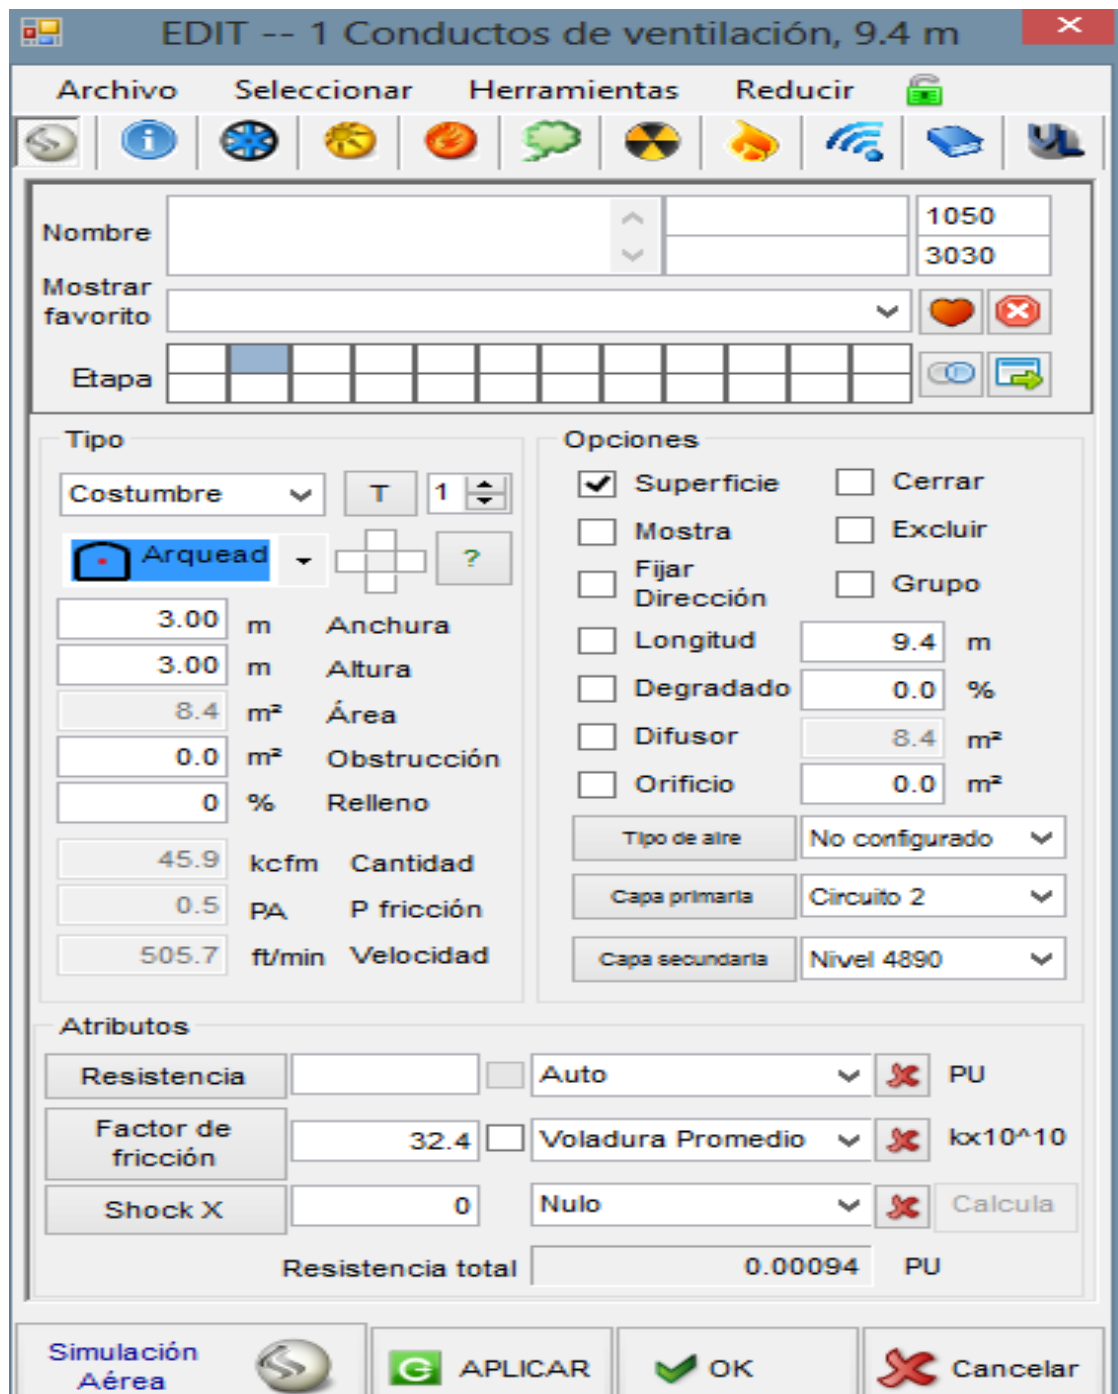 EDIT -- 1 Conductos de ventilación, 9.4 m
Archivo Seleccionar Herramientas Reducir
Nombre 1050
3030
Mostrar
favorito
Etapa
Tipo
Costumbre T 1
Arquead ?
3.00 m Anchura
3.00 m Altura
8.4 m² Área
0.0 m² Obstrucción
0 % Relleno
45.9 kcfm Cantidad
0.5 PA P fricción
505.7 ft/min Velocidad
Opciones
Superficie Cerrar
Mostra Excluir
Fijar
Dirección Grupo
Longitud 9.4 m
Degradado 0.0 %
Difusor 8.4 m²
Orificio 0.0 m²
Tipo de aire No configurado
Capa primaria Circuito 2
Capa secundaria Nivel 4890
Atributos
Resistencia Auto PU
Factor de
fricción 32.4 Voladura Promedio kx10^10
Shock X 0 Nulo Calcula
Resistencia total 0.00094 PU
Simulación
Aérea APLICAR OK Cancelar